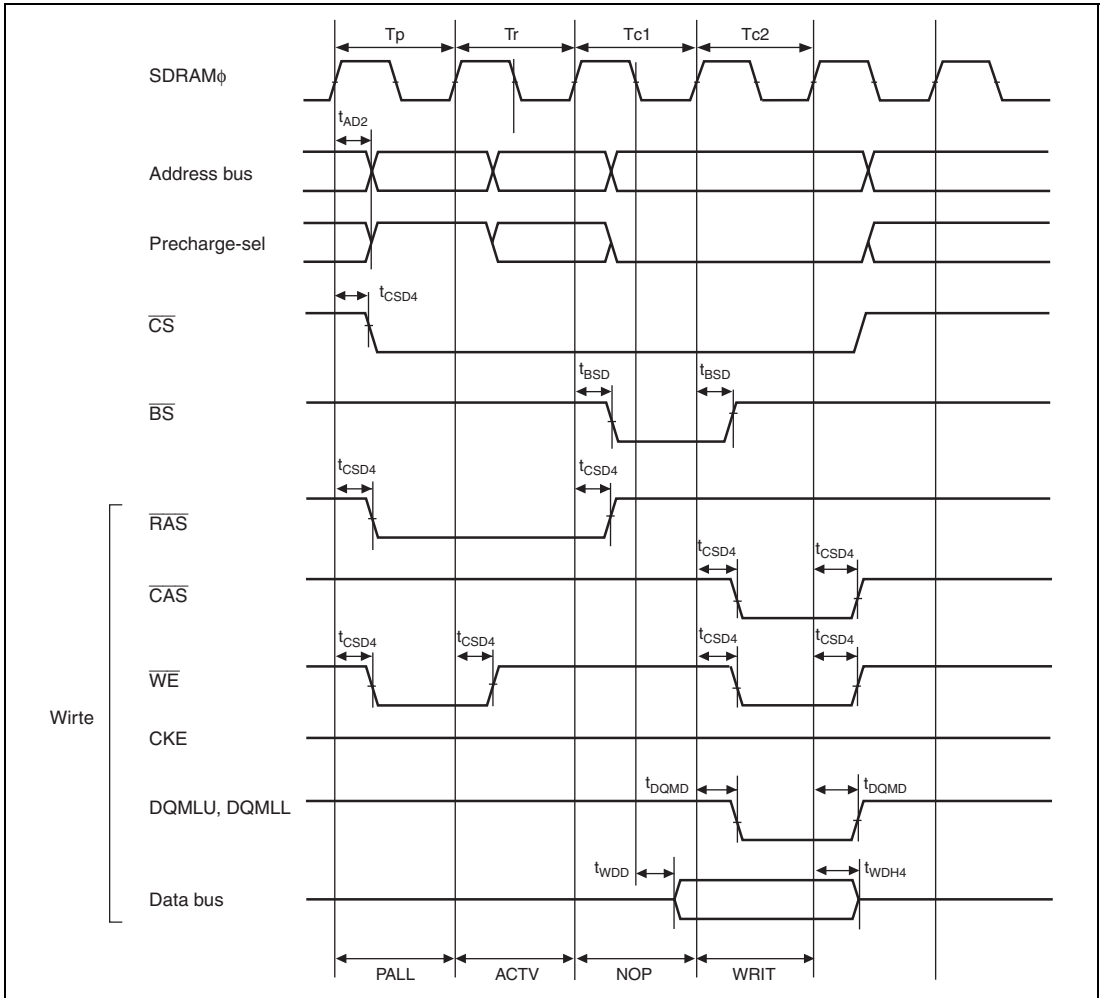 Tp Tr Tc1 Tc2
SDRAMϕ
tAD2
Address bus
Precharge-sel
tCSD4
CS
tBSD tBSD
BS
tCSD4 tCSD4
RAS
tCSD4 tCSD4
CAS
tCSD4 tCSD4 tCSD4 tCSD4
WE
Wirte
CKE
tDQMD tDQMD
DQMLU, DQMLL
tWDD tWDH4
Data bus
PALL ACTV NOP WRIT